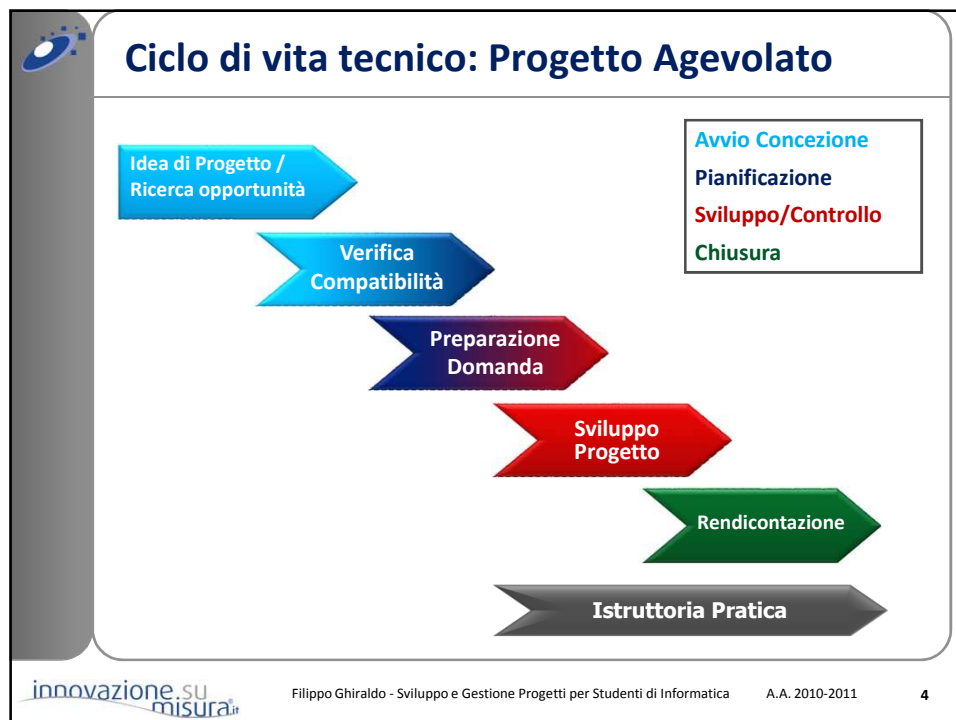 Ciclo di vita tecnico: Progetto Agevolato
Idea di Progetto /
Ricerca opportunità
Avvio Concezione
Pianificazione
Sviluppo/Controllo
Chiusura
Verifica
Compatibilità
Preparazione
Domanda
Sviluppo
Progetto
Rendicontazione
Istruttoria Pratica
innovazione.su
misura.it
Filippo Ghiraldo - Sviluppo e Gestione Progetti per Studenti di Informatica A.A. 2010-2011 4